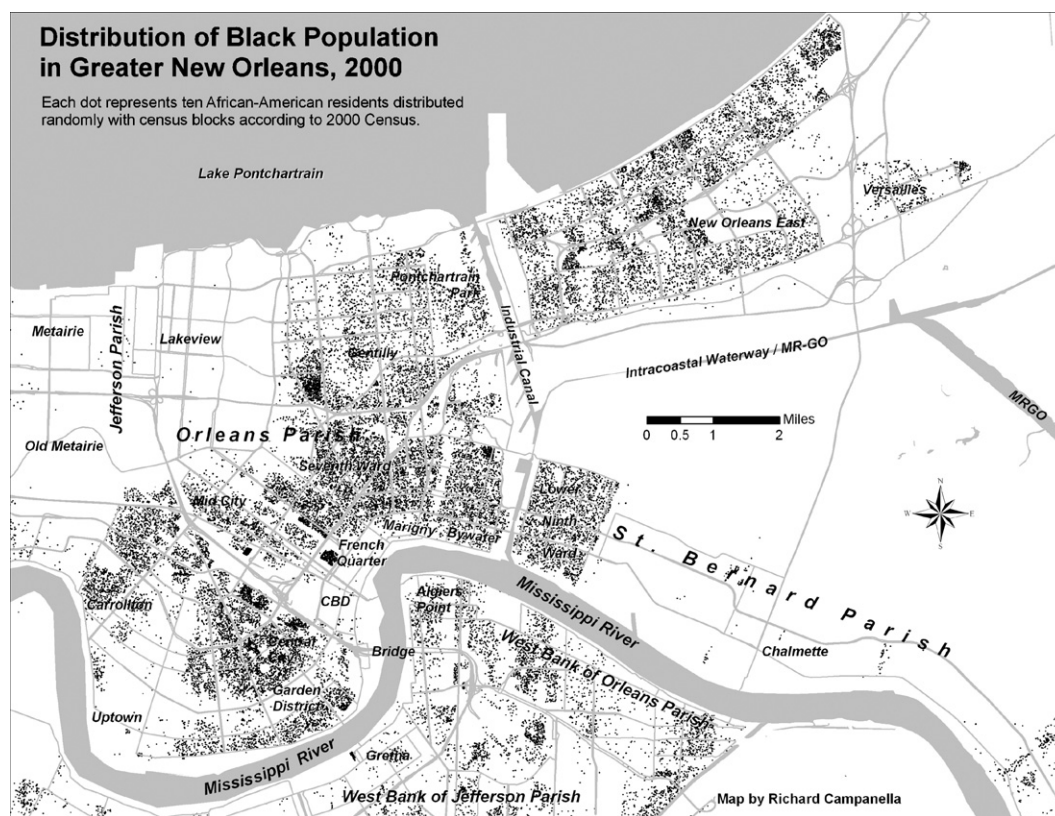 Distribution of Black Population
in Greater New Orleans, 2000
Each dot represents ten African-American residents distributed
randomly with census blocks according to 2000 Census.
Lake Pontchartrain
Versailles
New Orleans East
Pontchartrain
Park
Industrial Canal
Metairie
Jefferson Parish
Lakeview
Gentilly
Intracoastal Waterway / MR-GO
MRGO
Miles
0 0.5 1 2
Old Metairie
Orleans Parish
Seventh Ward
Mid City
Lower
Ninth
Ward
N
W E
S
Marigny
Bywater
French
Quarter
St. Bernard Parish
Carrollton
CBD
Algiers
Point
Mississippi River
Central
City
Bridge
West Bank of Orleans Parish
Chalmette
Garden
District
Uptown
Mississippi River
Gretna
West Bank of Jefferson Parish
Map by Richard Campanella